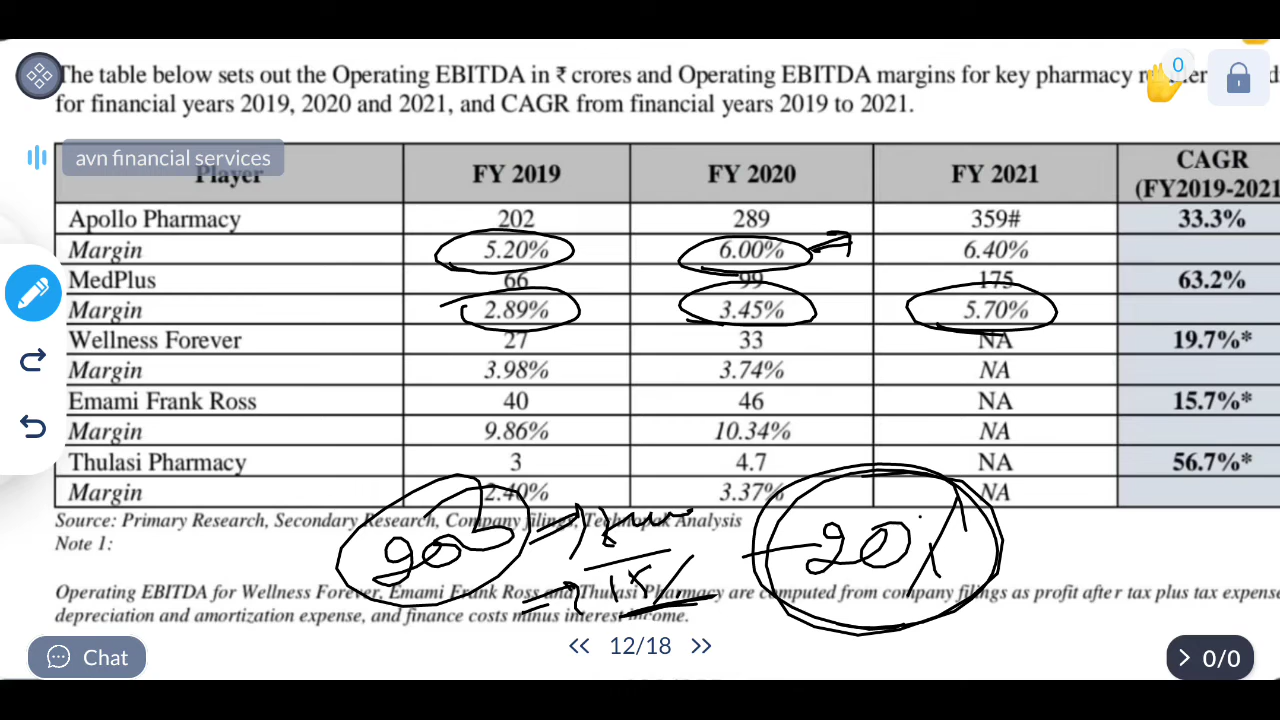 The table below sets out the Operating EBITDA in ₹ crores and Operating EBITDA margins for key pharmacy
for financial years 2019, 2020 and 2021, and CAGR from financial years 2019 to 2021.
0
avn financial services
Player FY 2019 FY 2020 FY 2021 CAGR (FY2019-2021
Apollo Pharmacy 202 289 359# 33.3%
Margin 5.20% 6.00% 6.40%
MedPlus 66 99 175 63.2%
Margin 2.89% 3.45% 5.70%
Wellness Forever 27 33 NA 19.7%*
Margin 3.98% 3.74% NA
Emami Frank Ross 40 46 NA 15.7%*
Margin 9.86% 10.34% NA
Thulasi Pharmacy 3 4.7 NA 56.7%*
Margin 2.40% 3.37% NA
Source: Primary Research, Secondary Research, Company filings, Technopak Analysis
Note 1:
20%
Operating EBITDA for Wellness Forever, Emami Frank Ross and Thulasi Pharmacy are computed from company filings as profit after tax plus tax expense
depreciation and amortization expense, and finance costs minus interest income.
12/18
Chat
0/0